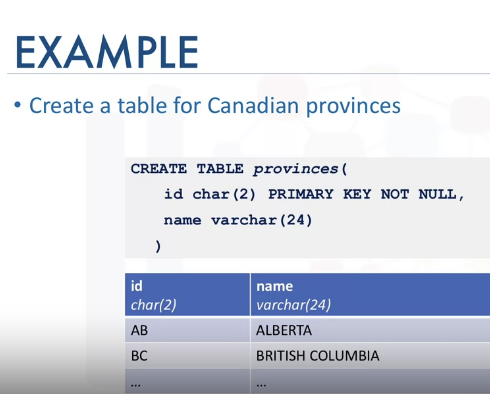 EXAMPLE
• Create a table for Canadian provinces
CREATE TABLE provinces(
id char(2) PRIMARY KEY NOT NULL,
name varchar(24)
)
id name
char(2) varchar(24)
AB ALBERTA
BC BRITISH COLUMBIA
... ...